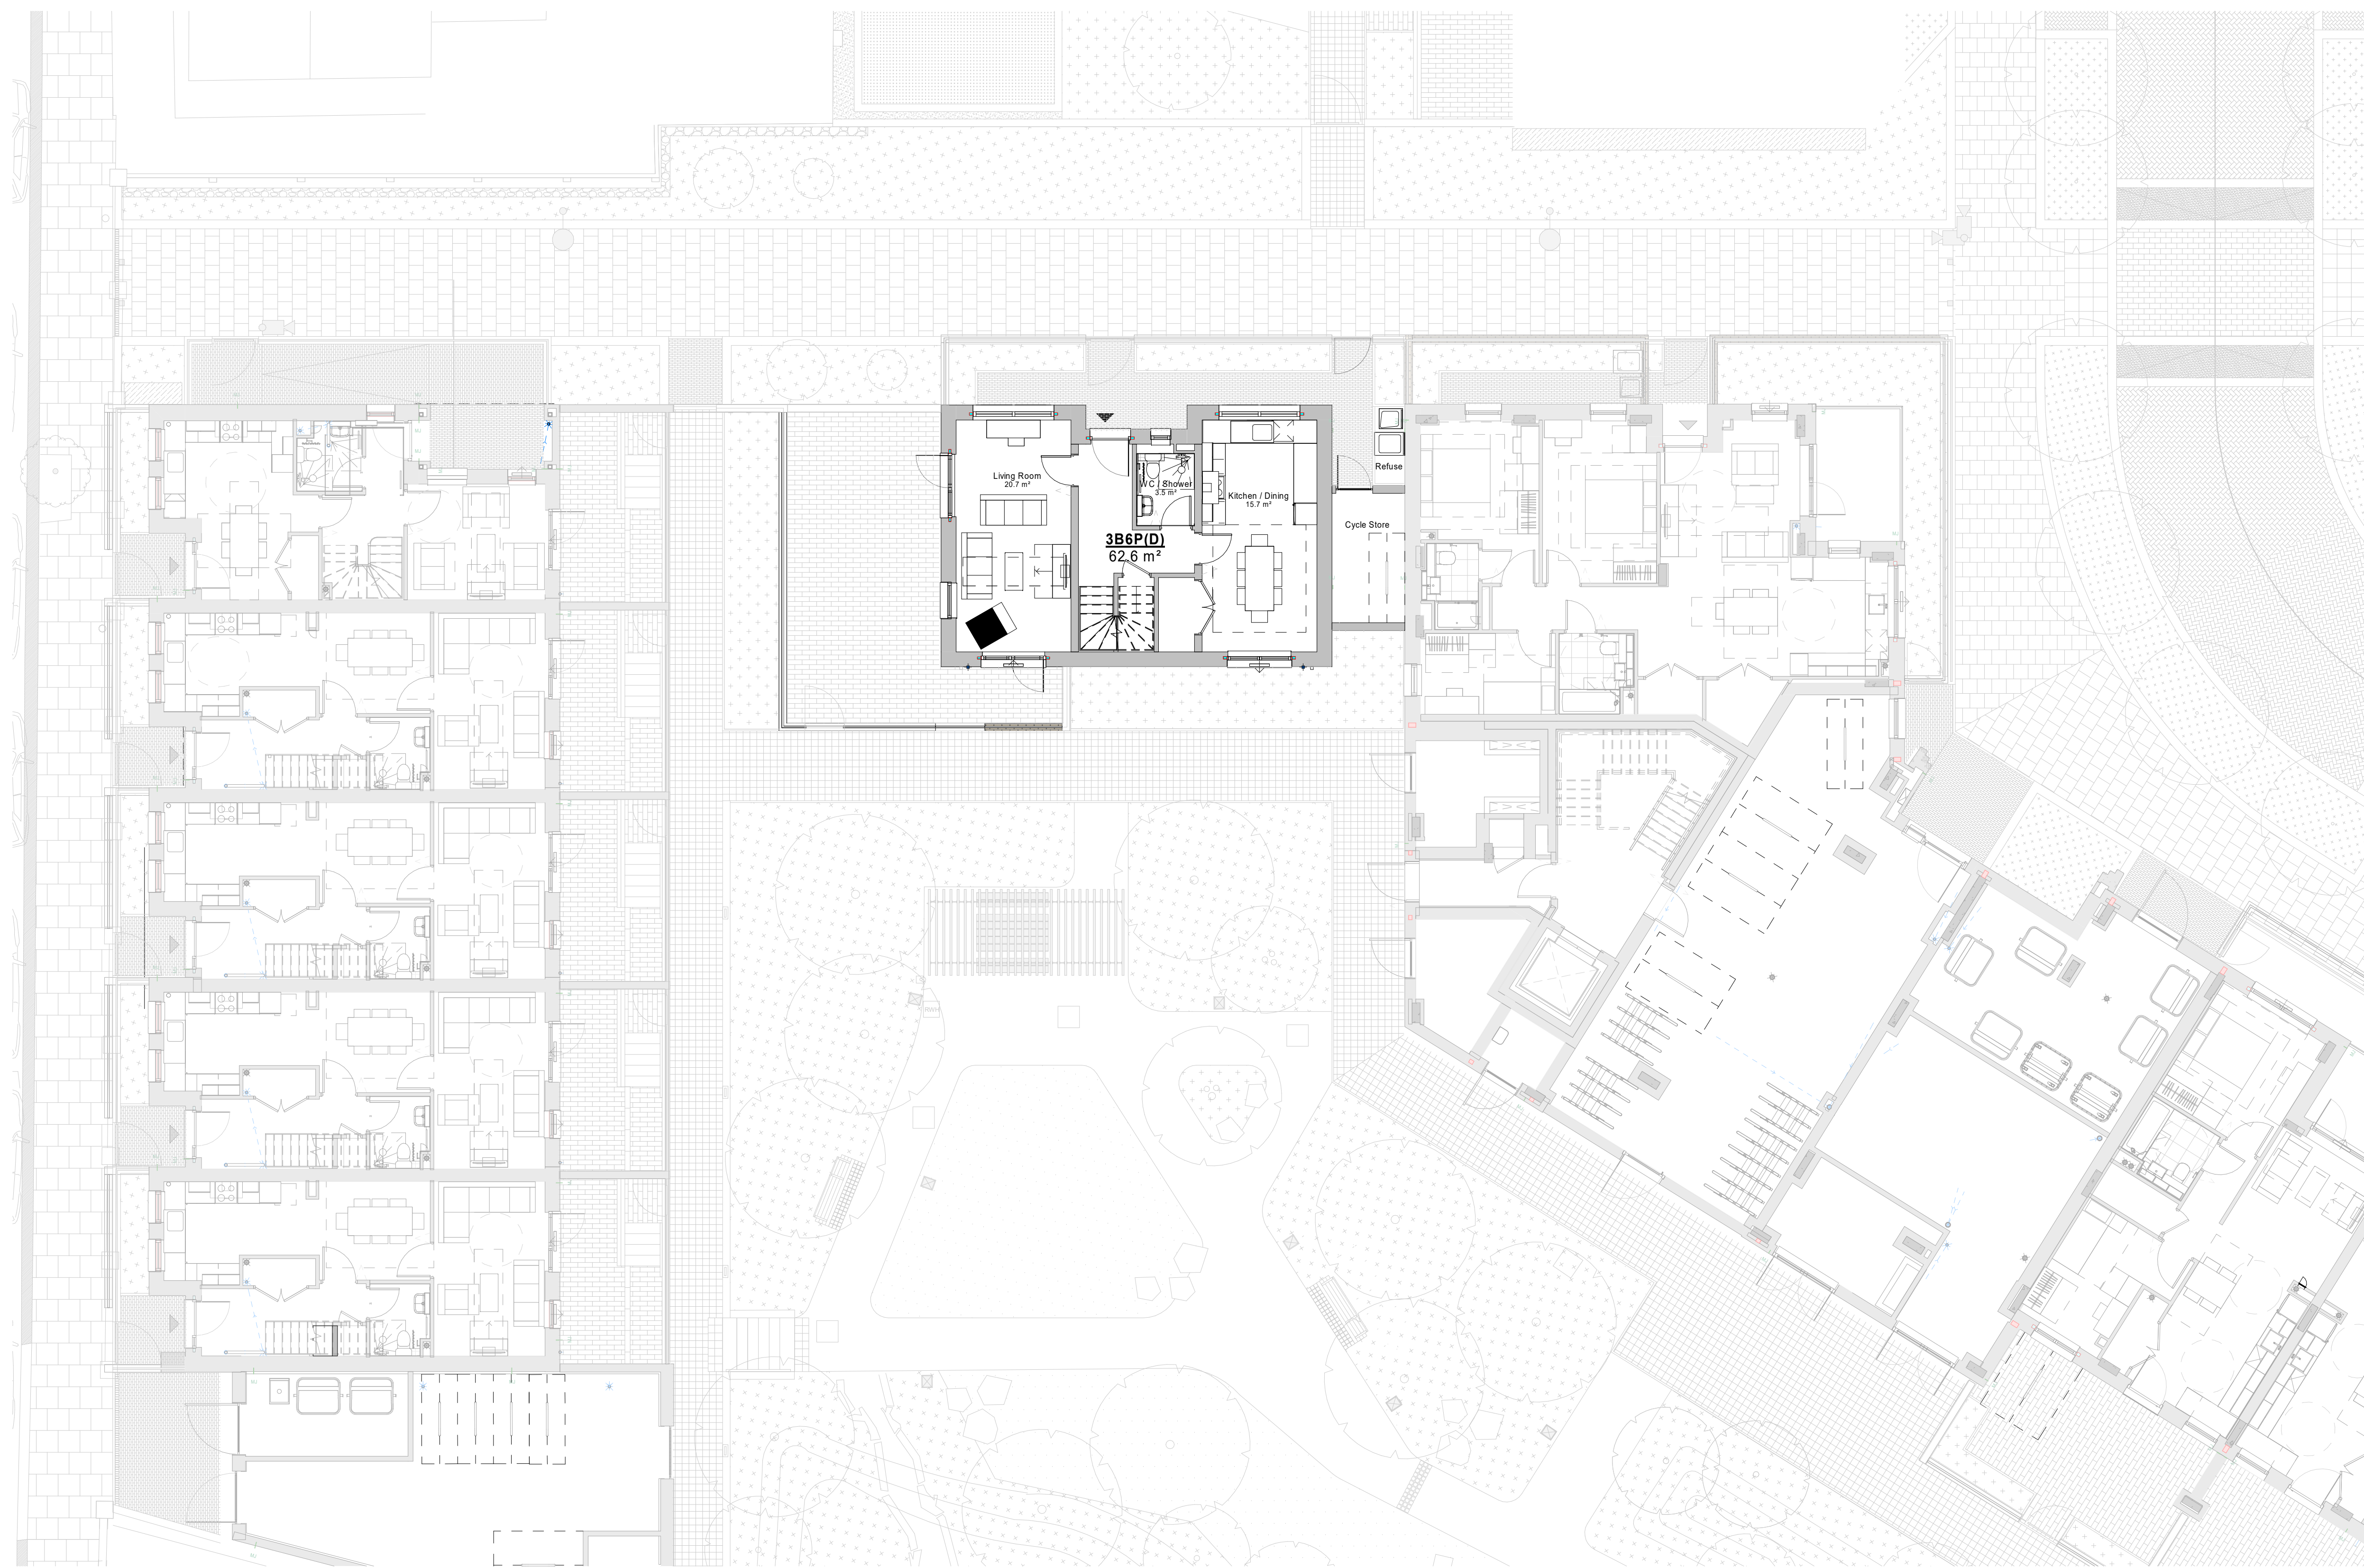 Refuse
Living Room
20.7 m²
WC / Shower
3.5 m²
Kitchen / Dining
15.7 m²
Cycle Store
3B6P(D)
62.6 m²
RWH